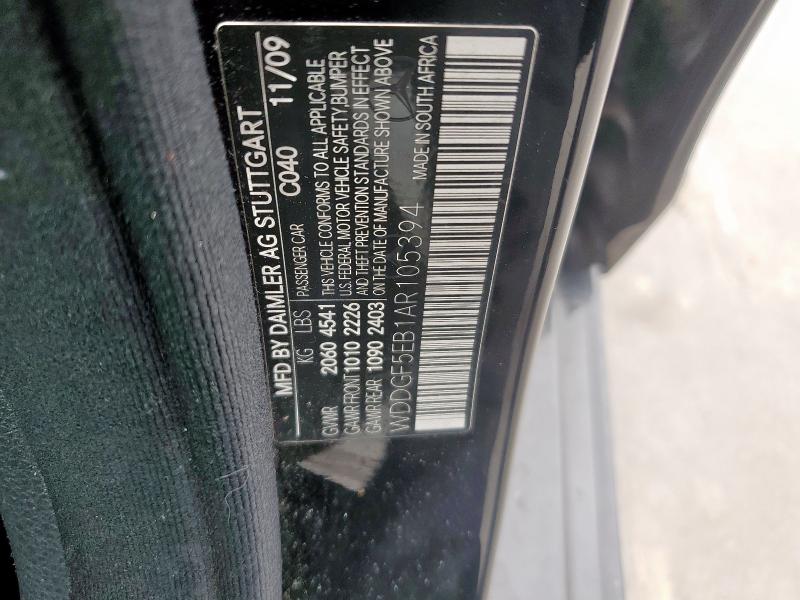 MFD BY DAIMLER AG STUTTGART
C040 11/09
KG LBS PASSENGER CAR
GVWR 2060 4541 THIS VEHICLE CONFORMS TO ALL APPLICABLE
GAWR FRONT 1010 2226 U.S. FEDERAL MOTOR VEHICLE SAFETY, BUMPER
GAWR REAR 1090 2403 AND THEFT PREVENTION STANDARDS IN EFFECT
ON THE DATE OF MANUFACTURE SHOWN ABOVE
WDDGF5EB1AR105394 MADE IN SOUTH AFRICA